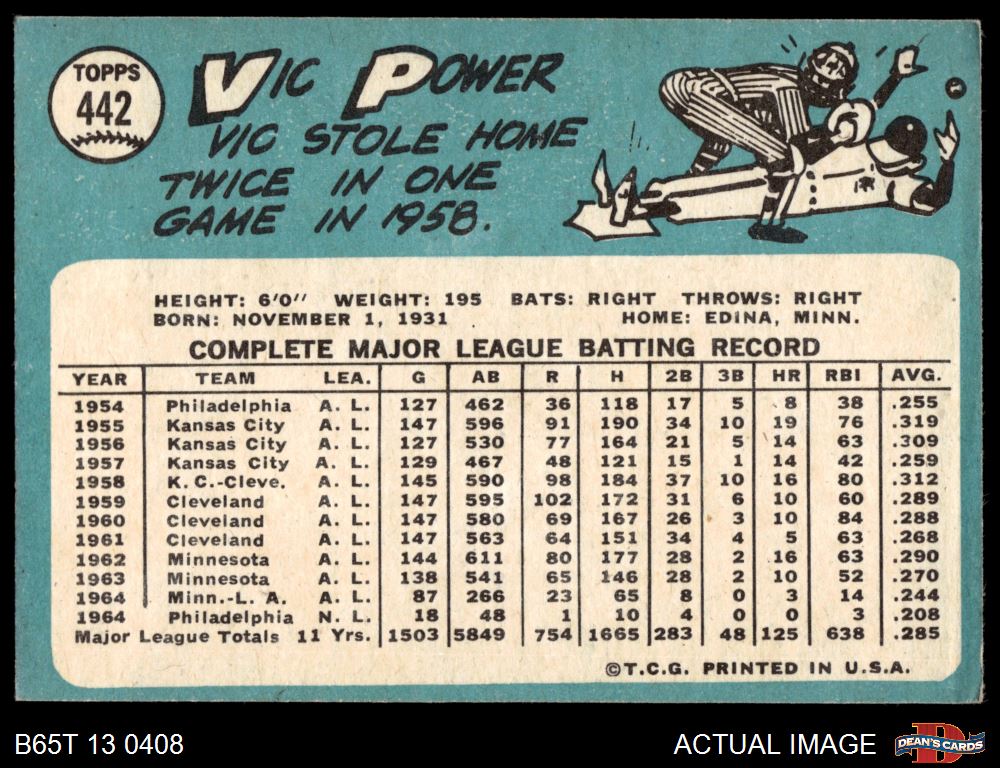 TOPPS
442
VIC POWER
VIC STOLE HOME
TWICE IN ONE
GAME IN 1958.
HEIGHT: 6'0" WEIGHT: 195 BATS: RIGHT THROWS: RIGHT
BORN: NOVEMBER 1, 1931 HOME: EDINA, MINN.
COMPLETE MAJOR LEAGUE BATTING RECORD
YEAR TEAM LEA. G AB R H 2B 3B HR RBI AVG.
1954 Philadelphia A. L. 127 462 36 118 17 5 8 38 .255
1955 Kansas City A. L. 147 596 91 190 34 10 19 76 .319
1956 Kansas City A. L. 127 530 77 164 21 5 14 63 .309
1957 Kansas City A. L. 129 467 48 121 15 1 14 42 .259
1958 K. C.-Cleve. A. L. 145 590 98 184 37 10 16 80 .312
1959 Cleveland A. L. 147 595 102 172 31 6 10 60 .289
1960 Cleveland A. L. 147 580 69 167 26 3 10 84 .288
1961 Cleveland A. L. 147 563 64 151 34 4 5 63 .268
1962 Minnesota A. L. 144 611 80 177 28 2 16 63 .290
1963 Minnesota A. L. 138 541 65 146 28 2 10 52 .270
1964 Minn.-L. A. A. L. 87 266 23 65 8 0 3 14 .244
1964 Philadelphia N. L. 18 48 1 10 4 0 0 3 .208
Major League Totals 11 Yrs. 1503 5849 754 1665 283 48 125 638 .285
©T.C.G. PRINTED IN U.S.A.
B65T 13 0408 ACTUAL IMAGE DEAN'S CARDS